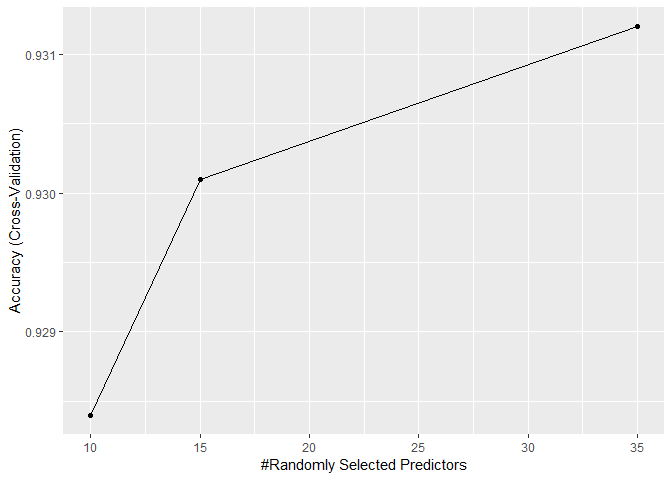 Accuracy (Cross-Validation)
0.931
0.930
0.929
10 15 20 25 30 35
#Randomly Selected Predictors